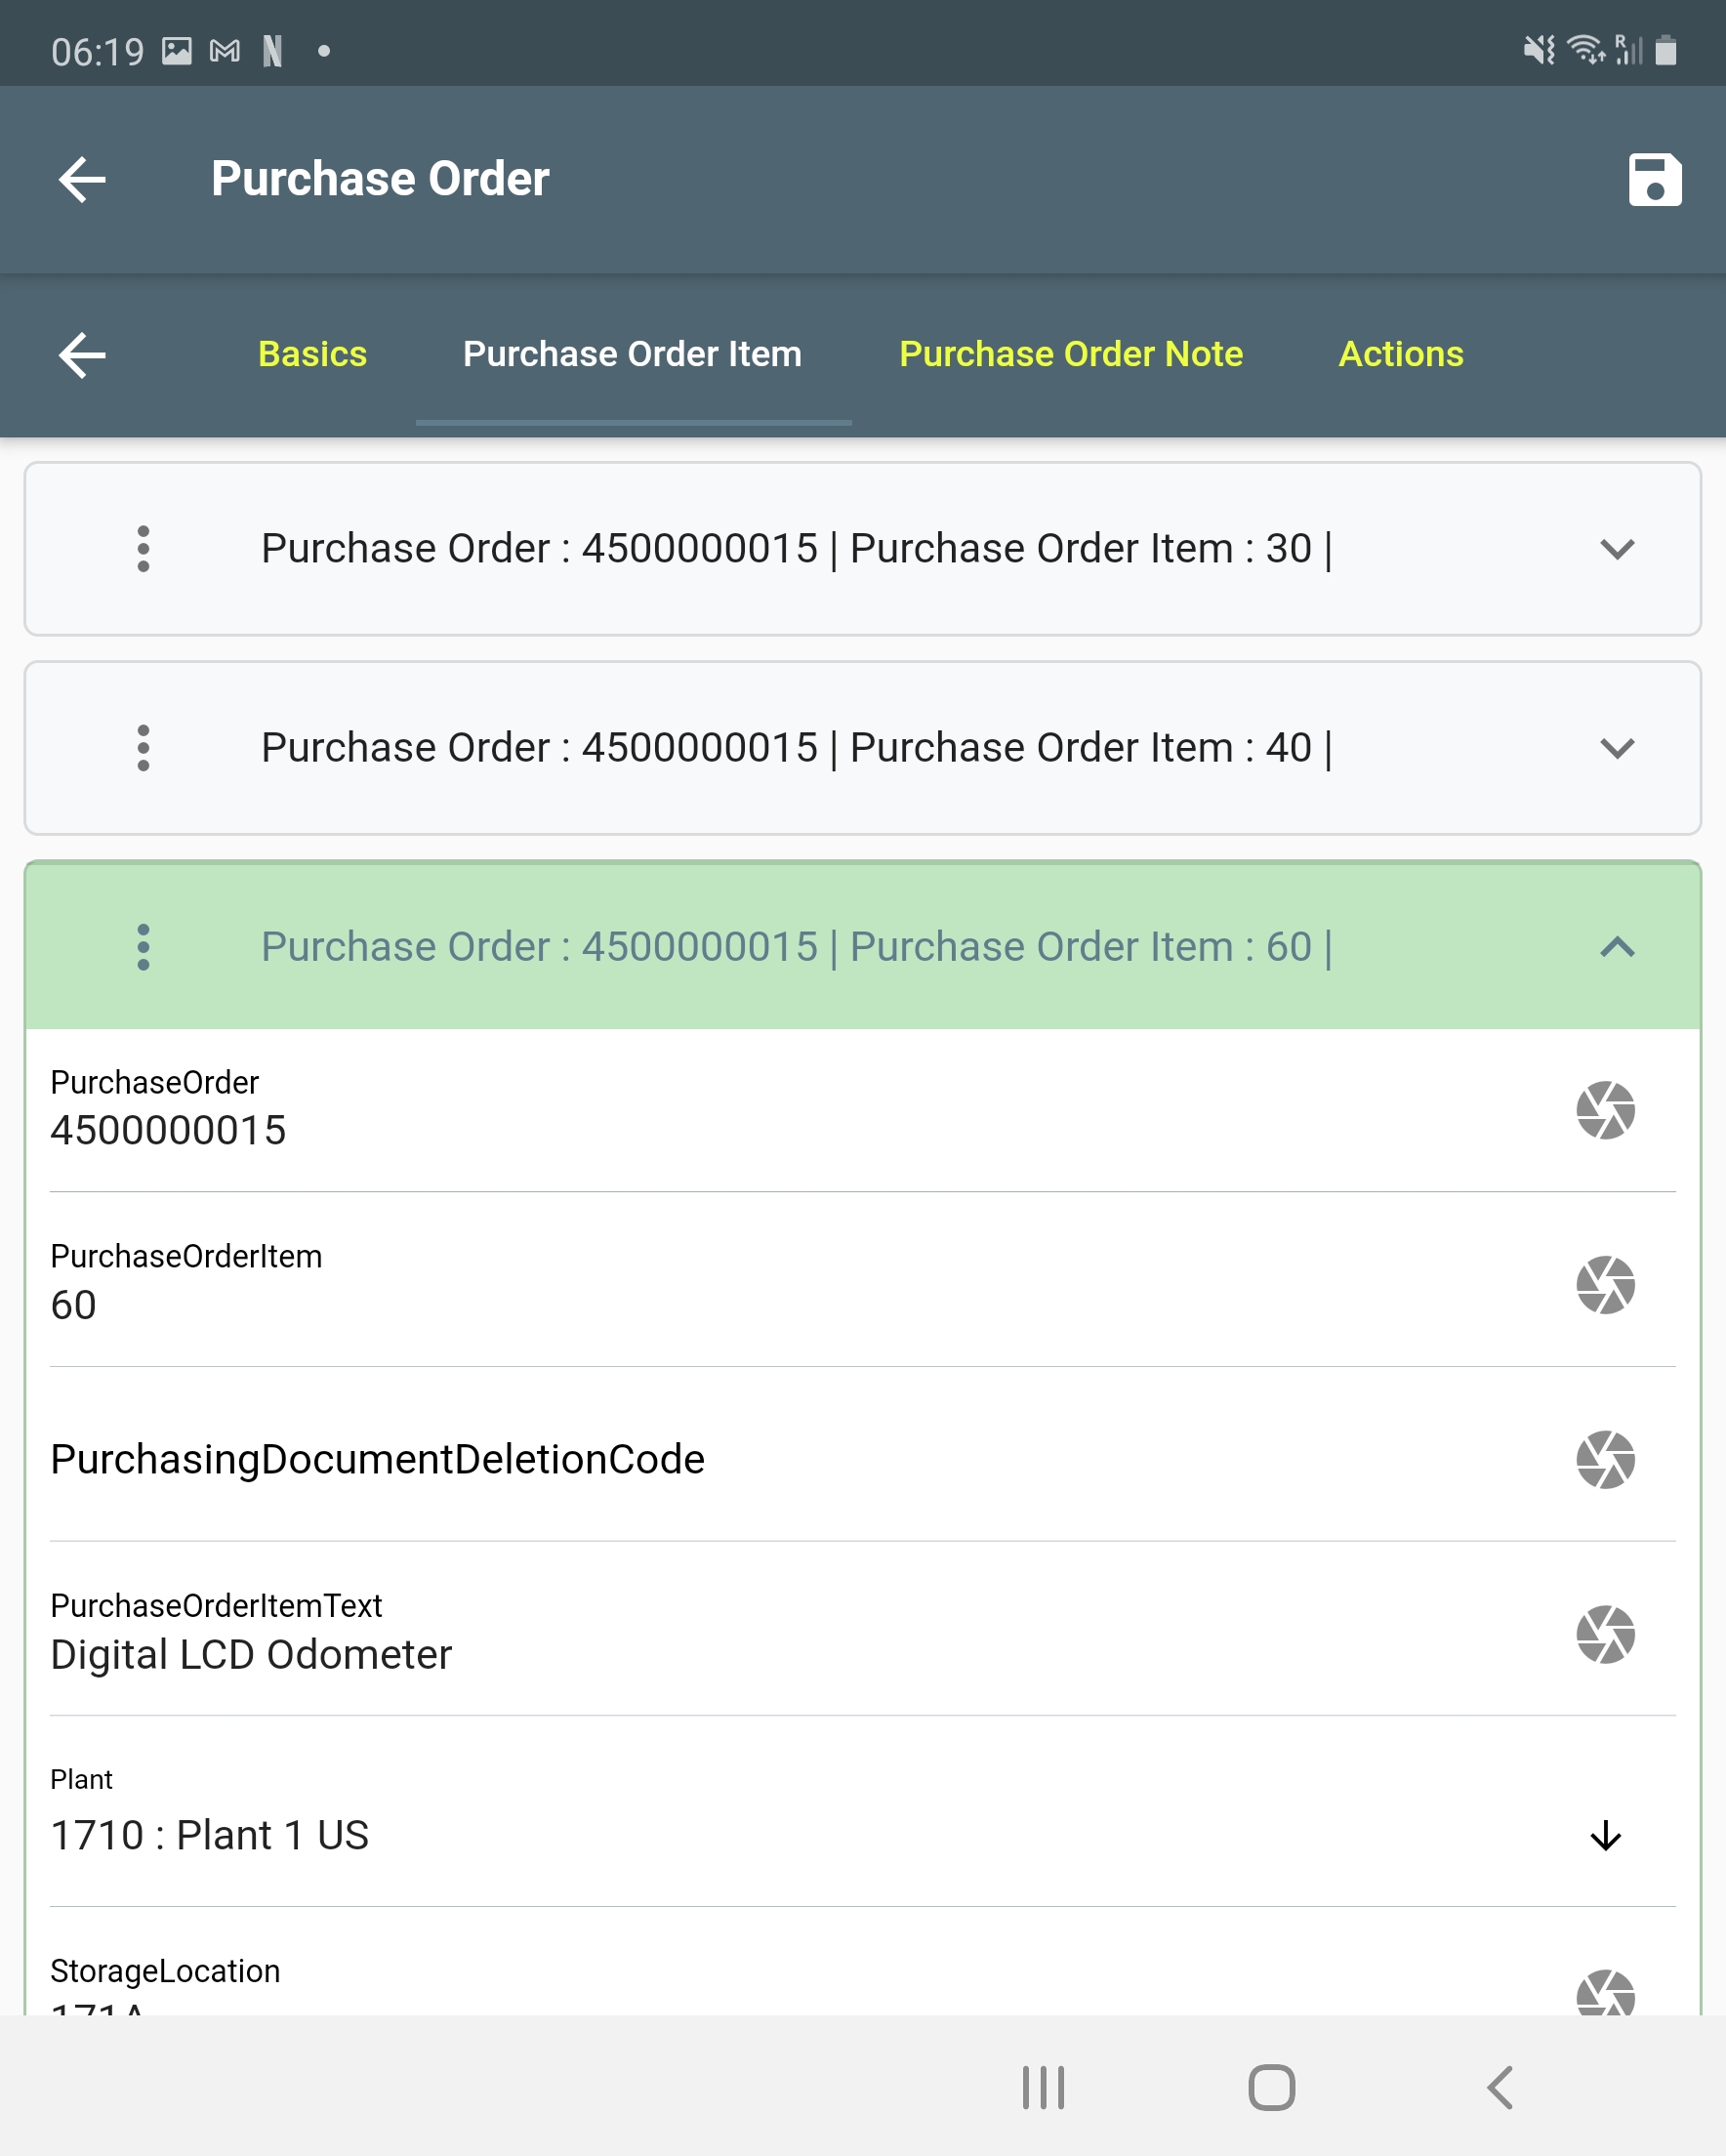 06:19
Purchase Order
Basics Purchase Order Item Purchase Order Note Actions
Purchase Order : 4500000015 | Purchase Order Item : 30 |
Purchase Order : 4500000015 | Purchase Order Item : 40 |
Purchase Order : 4500000015 | Purchase Order Item : 60 |
PurchaseOrder
4500000015
PurchaseOrderItem
60
PurchasingDocumentDeletionCode
PurchaseOrderItemText
Digital LCD Odometer
Plant
1710 : Plant 1 US
StorageLocation
171A